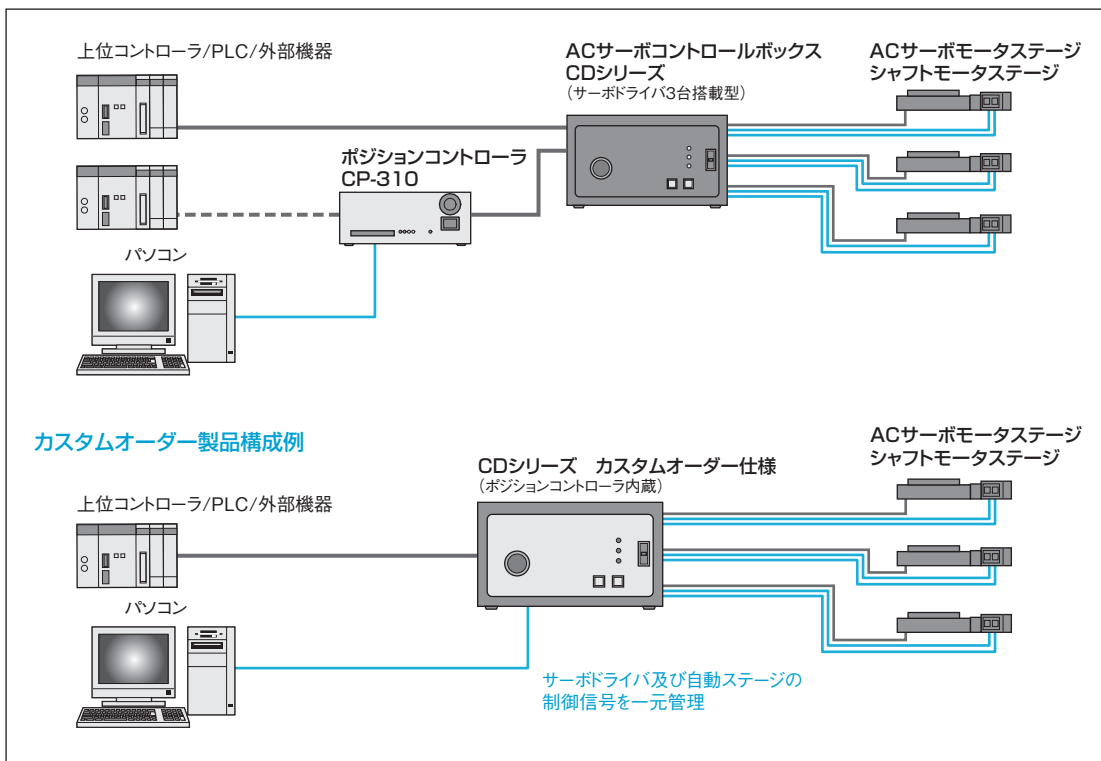 上位コントローラ/PLC/外部機器
ACサーボコントロールボックス
CDシリーズ
（サーボドライバ3台搭載型）
ACサーボモータステージ
シャフトモータステージ
ポジションコントローラ
CP-310
パソコン
カスタムオーダー製品構成例
ACサーボモータステージ
シャフトモータステージ
CDシリーズ　カスタムオーダー仕様
（ポジションコントローラ内蔵）
上位コントローラ/PLC/外部機器
パソコン
サーボドライバ及び自動ステージの
制御信号を一元管理